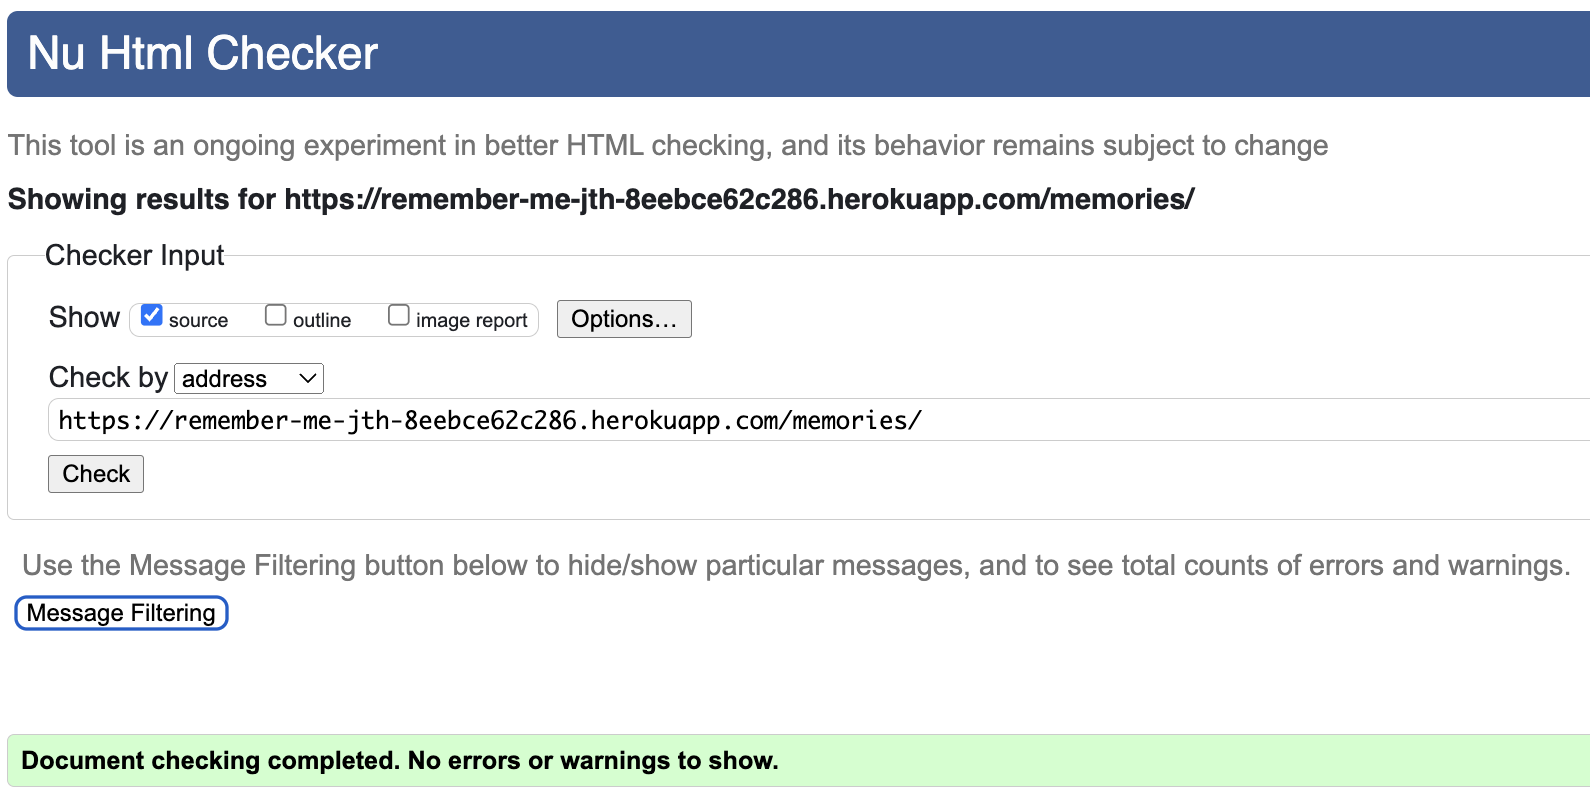 Nu Html Checker
This tool is an ongoing experiment in better HTML checking, and its behavior remains subject to change
Showing results for https://remember-me-jth-8eebce62c286.herokuapp.com/memories/
Checker Input
Show source outline image report Options…
Check by address
https://remember-me-jth-8eebce62c286.herokuapp.com/memories/
Check
Use the Message Filtering button below to hide/show particular messages, and to see total counts of errors and warnings.
Message Filtering
Document checking completed. No errors or warnings to show.